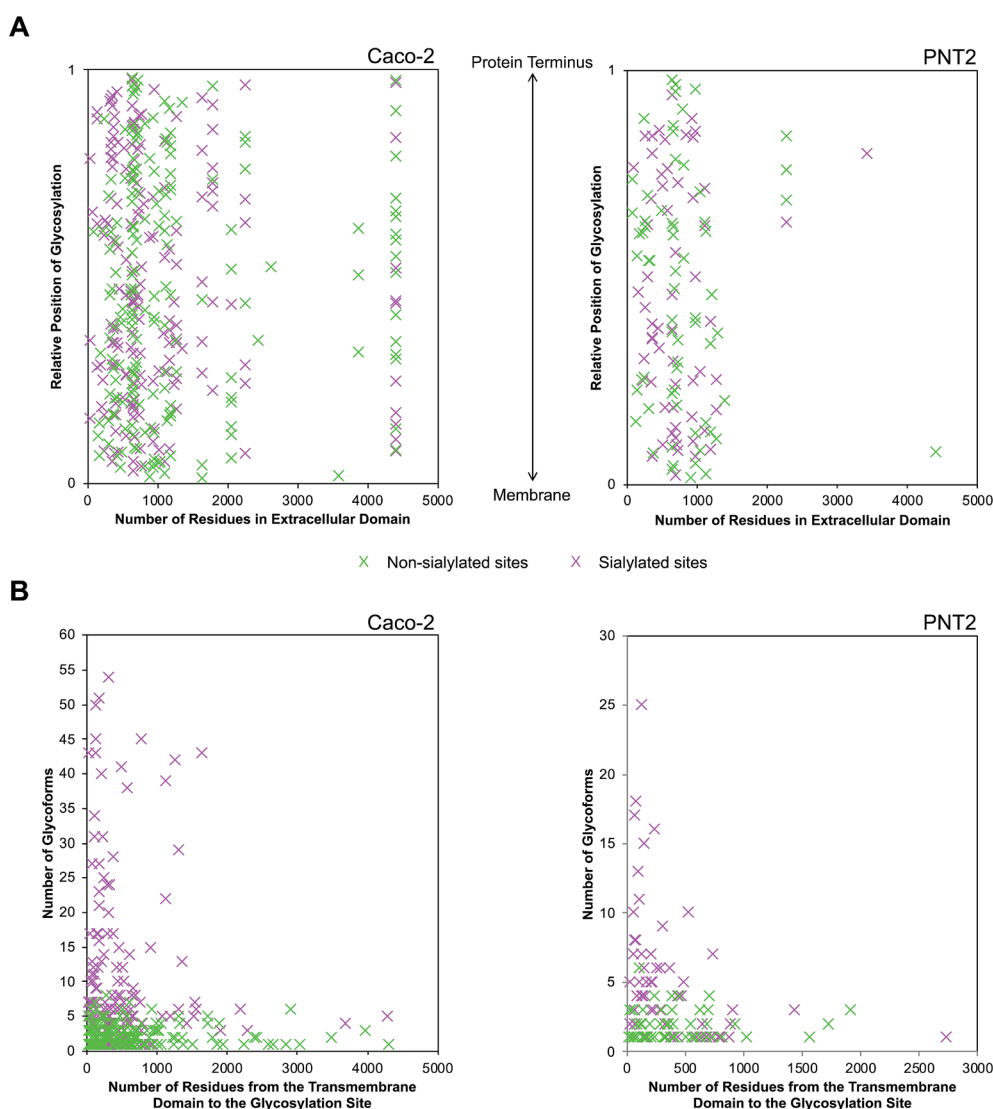 A
Caco-2
Protein Terminus
PNT2
1
0
Relative Position of Glycosylation
0 1000 2000 3000 4000 5000
Number of Residues in Extracellular Domain
Membrane
1
0
Relative Position of Glycosylation
0 1000 2000 3000 4000 5000
Number of Residues in Extracellular Domain
Non-sialylated sites
Sialylated sites
B
Caco-2
60
55
50
45
40
35
30
25
20
15
10
5
0
Number of Glycoforms
0 1000 2000 3000 4000 5000
Number of Residues from the Transmembrane
Domain to the Glycosylation Site
PNT2
30
25
20
15
10
5
0
Number of Glycoforms
0 500 1000 1500 2000 2500 3000
Number of Residues from the Transmembrane
Domain to the Glycosylation Site